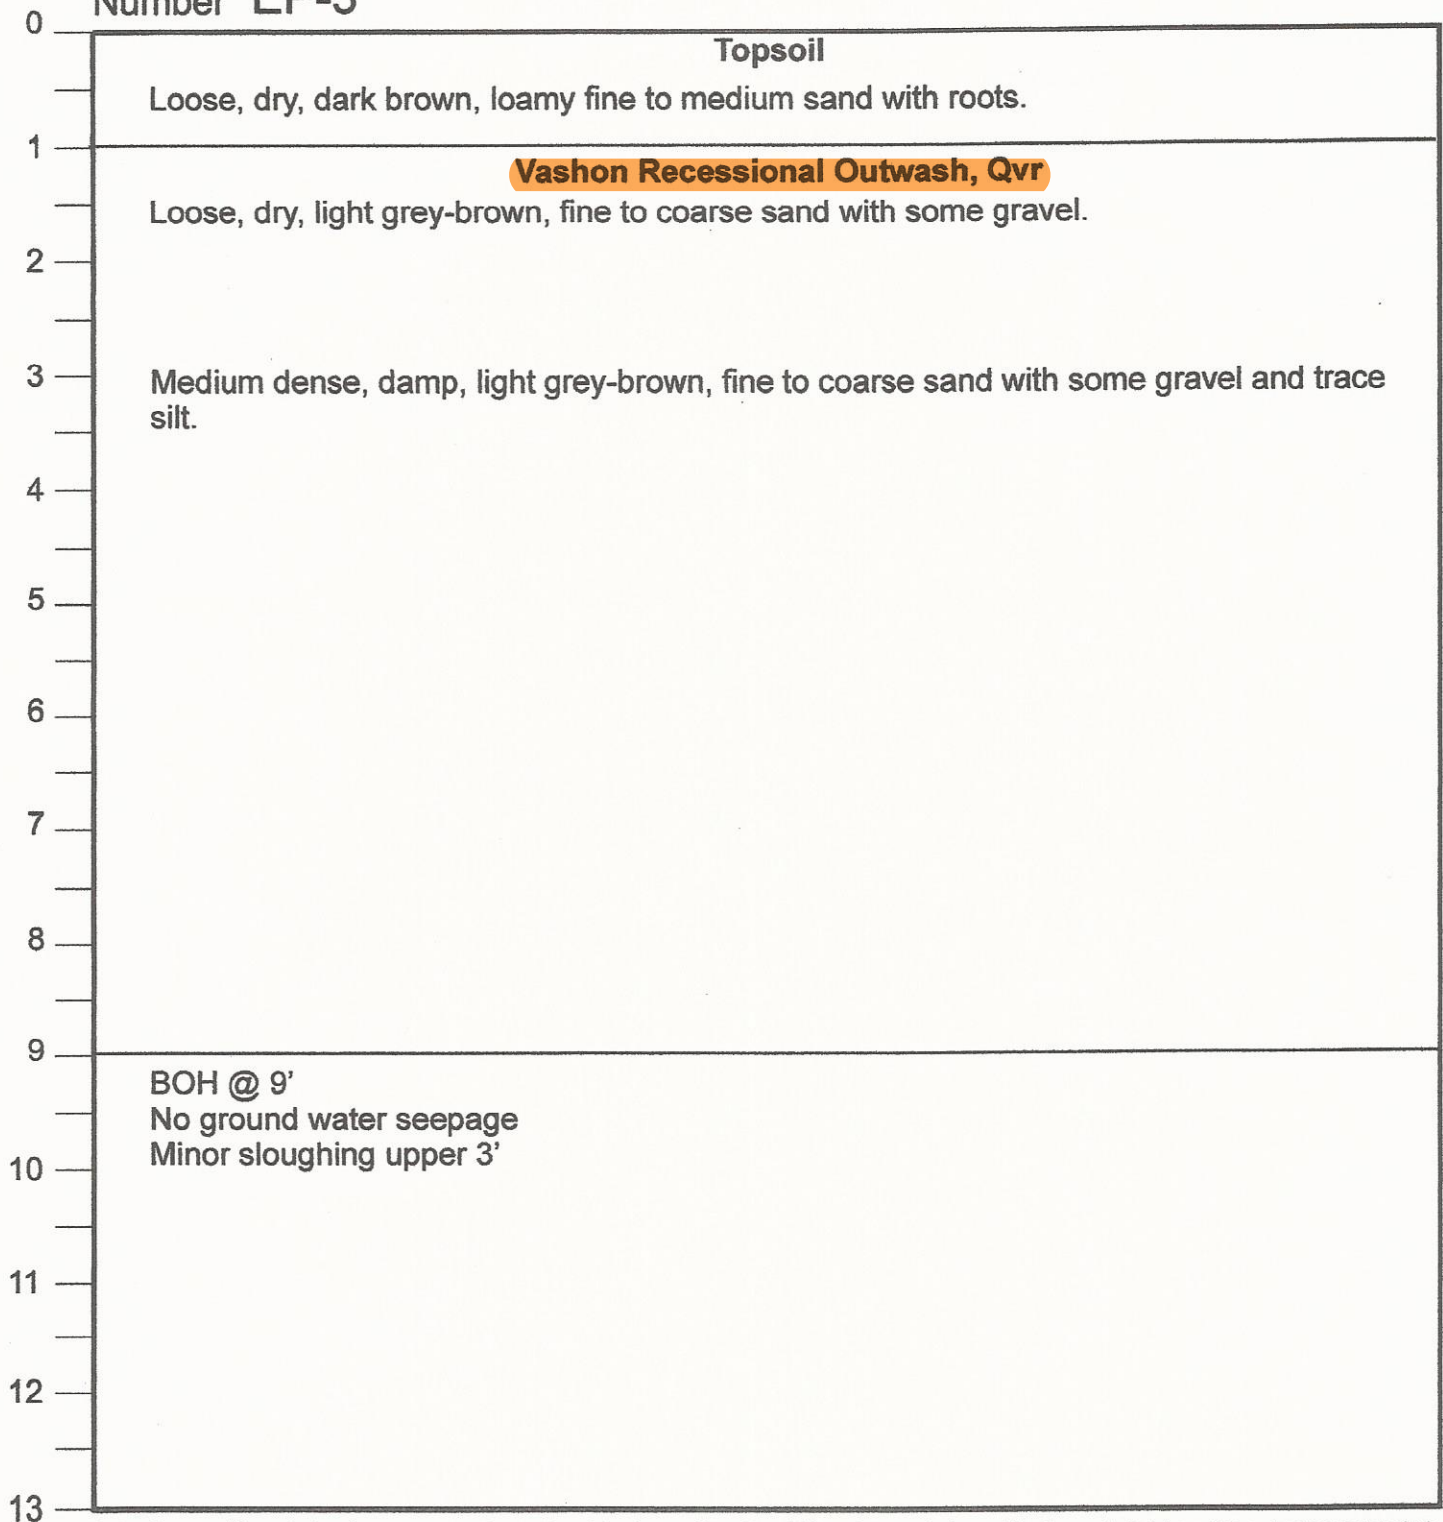 Number EP-3
0
Topsoil
Loose, dry, dark brown, loamy fine to medium sand with roots.
1
Vashon Recessional Outwash, Qvr
Loose, dry, light grey-brown, fine to coarse sand with some gravel.
2
3
Medium dense, damp, light grey-brown, fine to coarse sand with some gravel and trace
silt.
4
5
6
7
8
9
BOH @ 9'
No ground water seepage
Minor sloughing upper 3'
10
11
12
13